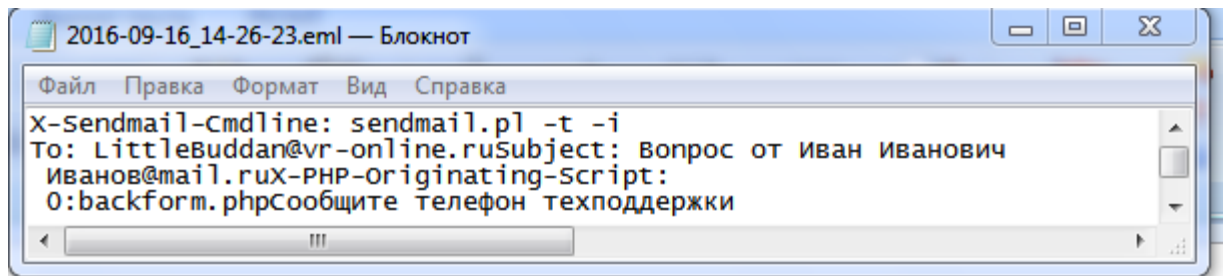 2016-09-16_14-26-23.eml — Блокнот
Файл Правка Формат Вид Справка
X-Sendmail-Cmdline: sendmail.pl -t -i
To: LittleBuddan@vr-online.ruSubject: Вопрос от Иван Иванович
Иванов@mail.ruX-PHP-Originating-Script:
0:backform.phpСообщите телефон техподдержки